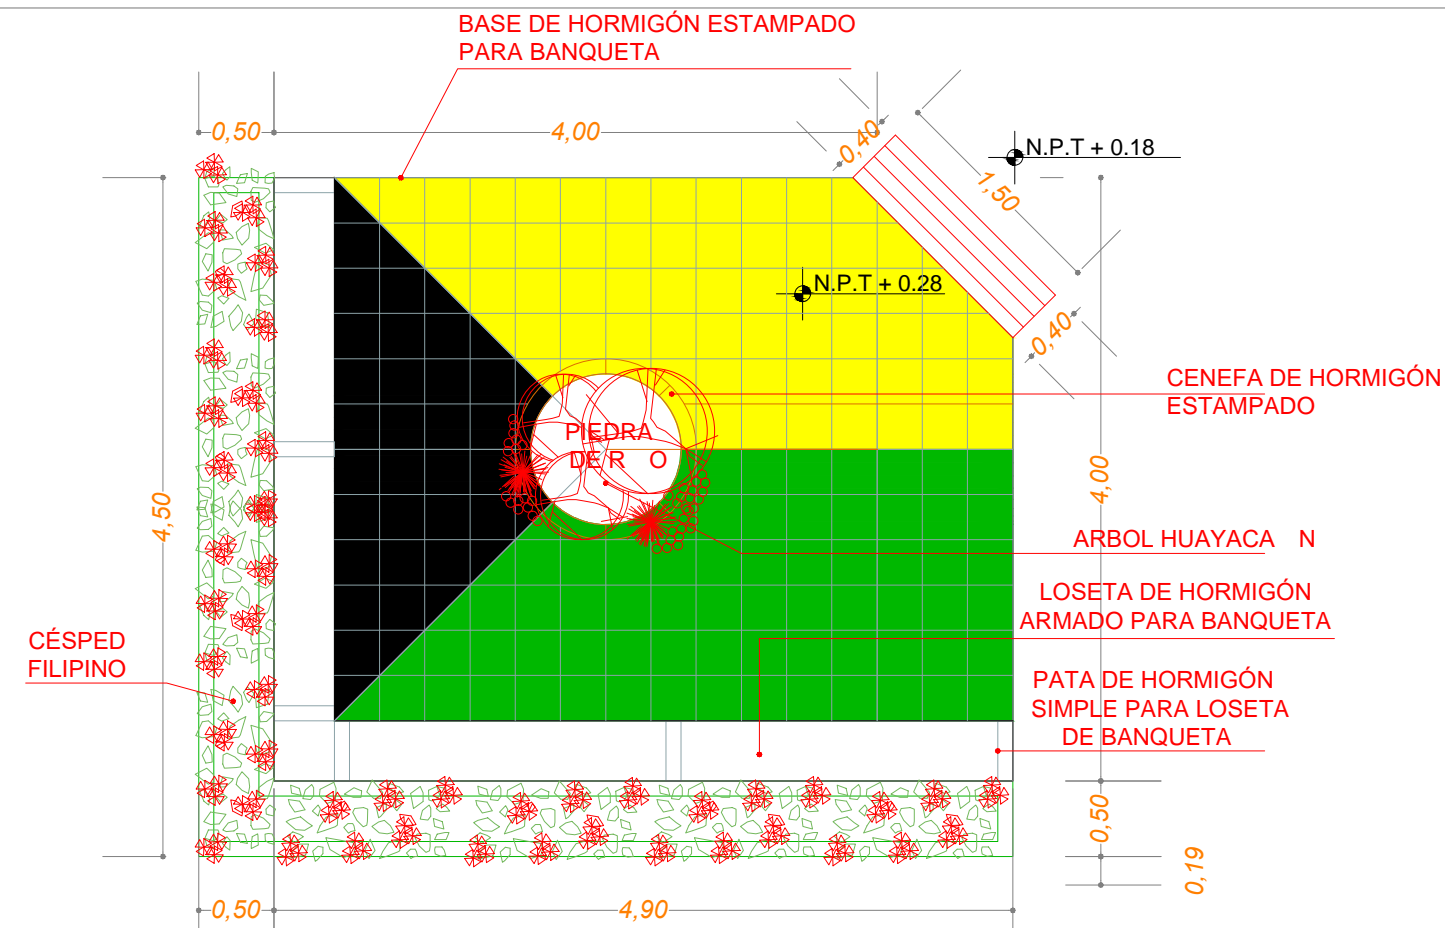 BASE DE HORMIGÓN ESTAMPADO
PARA BANQUETA
0,50
4,00
0,40
N.P.T + 0.18
1,50
N.P.T + 0.28
0,40
CENEFA DE HORMIGÓN
ESTAMPADO
PIEDRA
DE R O
4,00
4,50
ARBOL HUAYACA N
LOSETA DE HORMIGÓN
ARMADO PARA BANQUETA
CÉSPED
FILIPINO
PATA DE HORMIGÓN
SIMPLE PARA LOSETA
DE BANQUETA
0,50
0,19
0,50
4,90